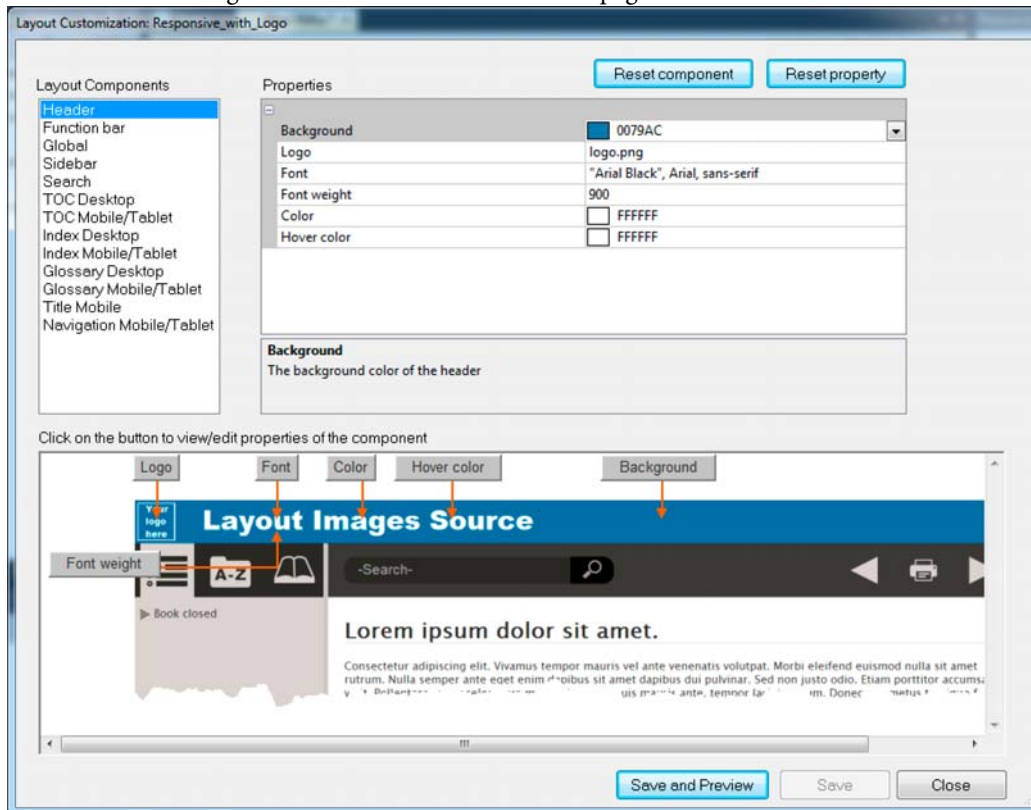 Layout Customization: Responsive_with_Logo
Layout Components
Properties
Reset component
Reset property
Header
Function bar
Global
Sidebar
Search
TOC Desktop
TOC Mobile/Tablet
Index Desktop
Index Mobile/Tablet
Glossary Desktop
Glossary Mobile/Tablet
Title Mobile
Navigation Mobile/Tablet
Background 0079AC
Logo logo.png
Font "Arial Black", Arial, sans-serif
Font weight 900
Color FFFFFF
Hover color FFFFFF
Background
The background color of the header
Click on the button to view/edit properties of the component
Logo Font Color Hover color Background
Your logo here
Layout Images Source
Font weight
A-Z
-Search-
Book closed
Lorem ipsum dolor sit amet.
Consectetur adipiscing elit. Vivamus tempor mauris vel ante venenatis volutpat. Morbi eleifend euismod nulla sit amet
rutrum. Nulla semper ante eget enim dapibus sit amet dapibus dui pulvinar. Sed non justo odio. Etiam porttitor accums
ante, tempor Donec
Save and Preview Save Close